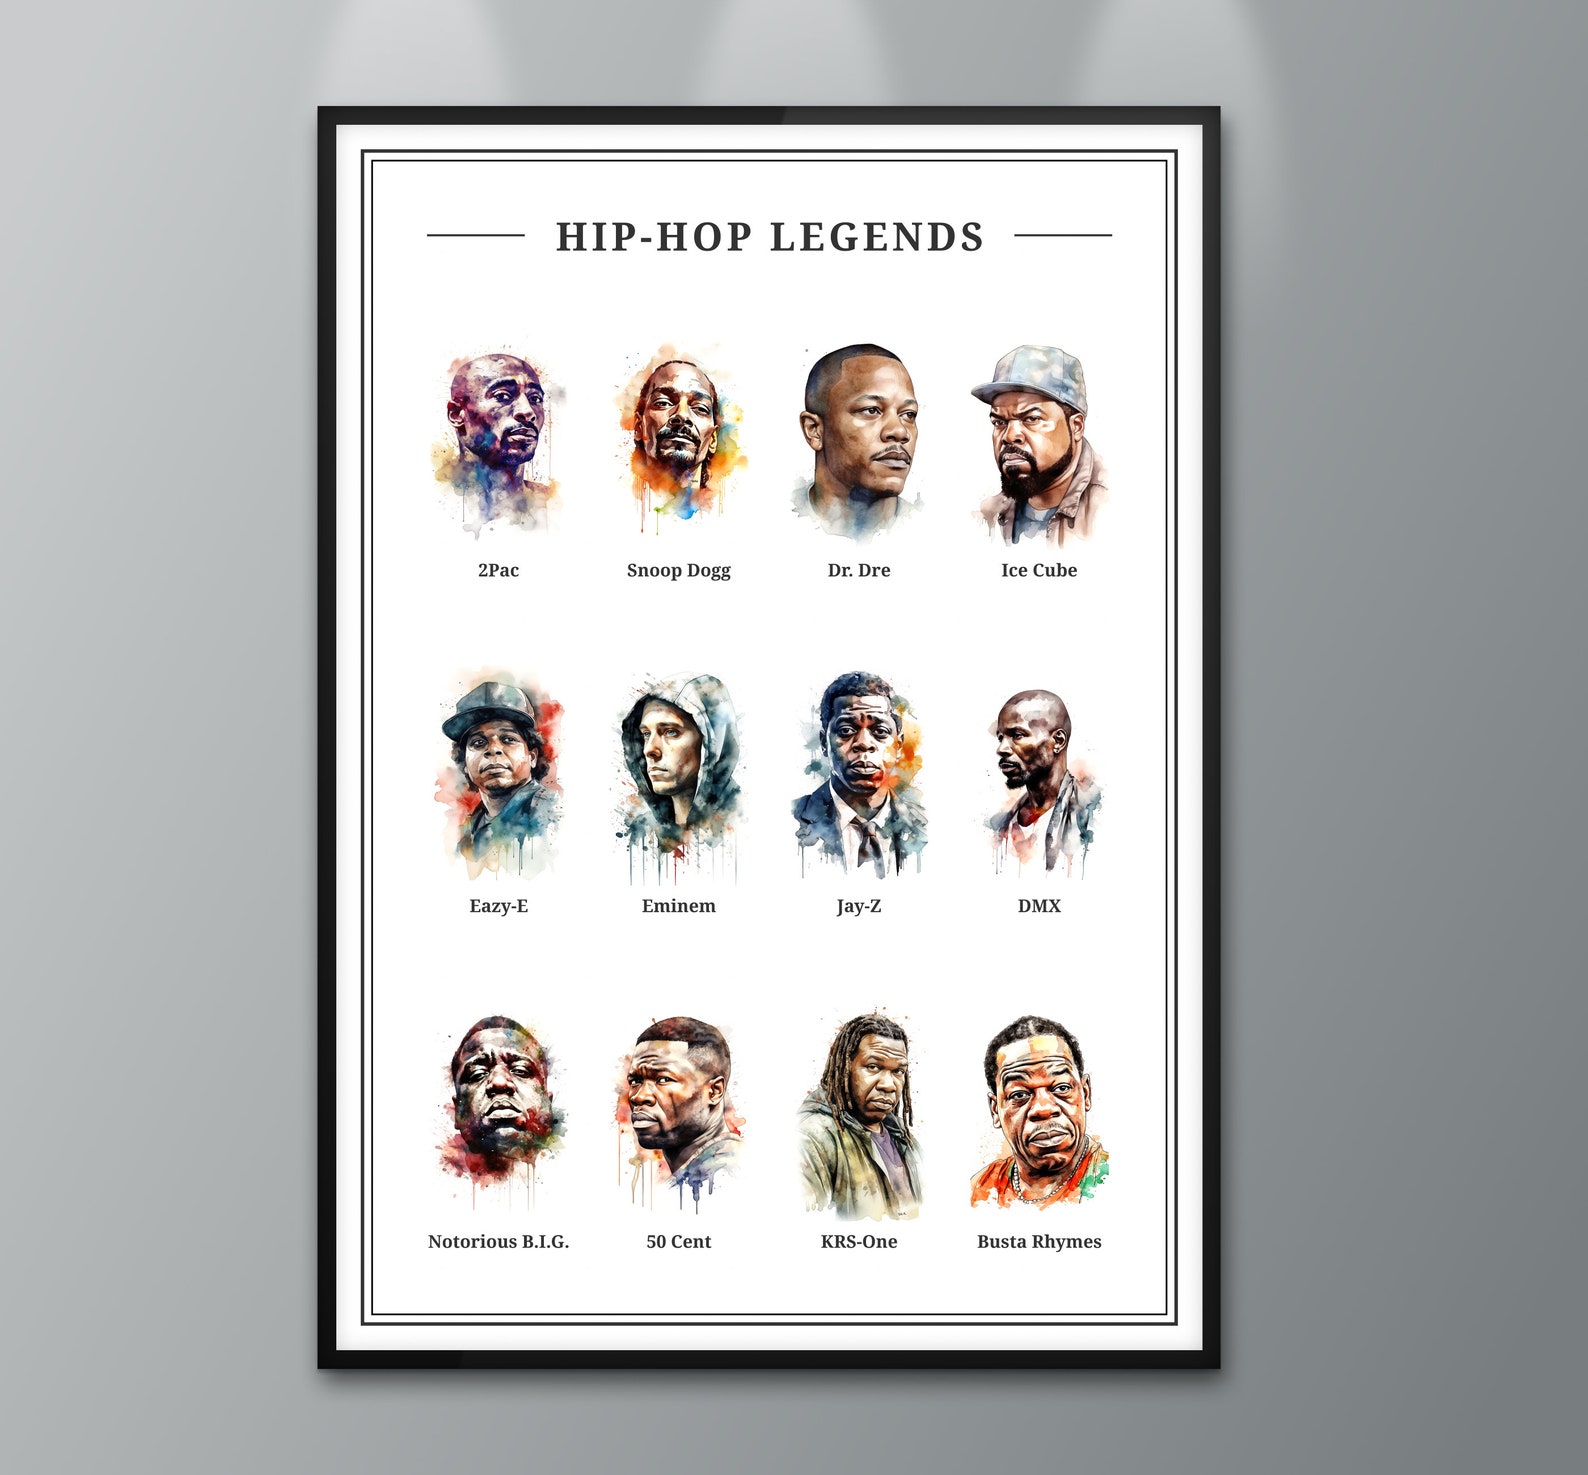 HIP-HOP LEGENDS
2Pac Snoop Dogg Dr. Dre Ice Cube
Eazy-E Eminem Jay-Z DMX
Notorious B.I.G. 50 Cent KRS-One Busta Rhymes